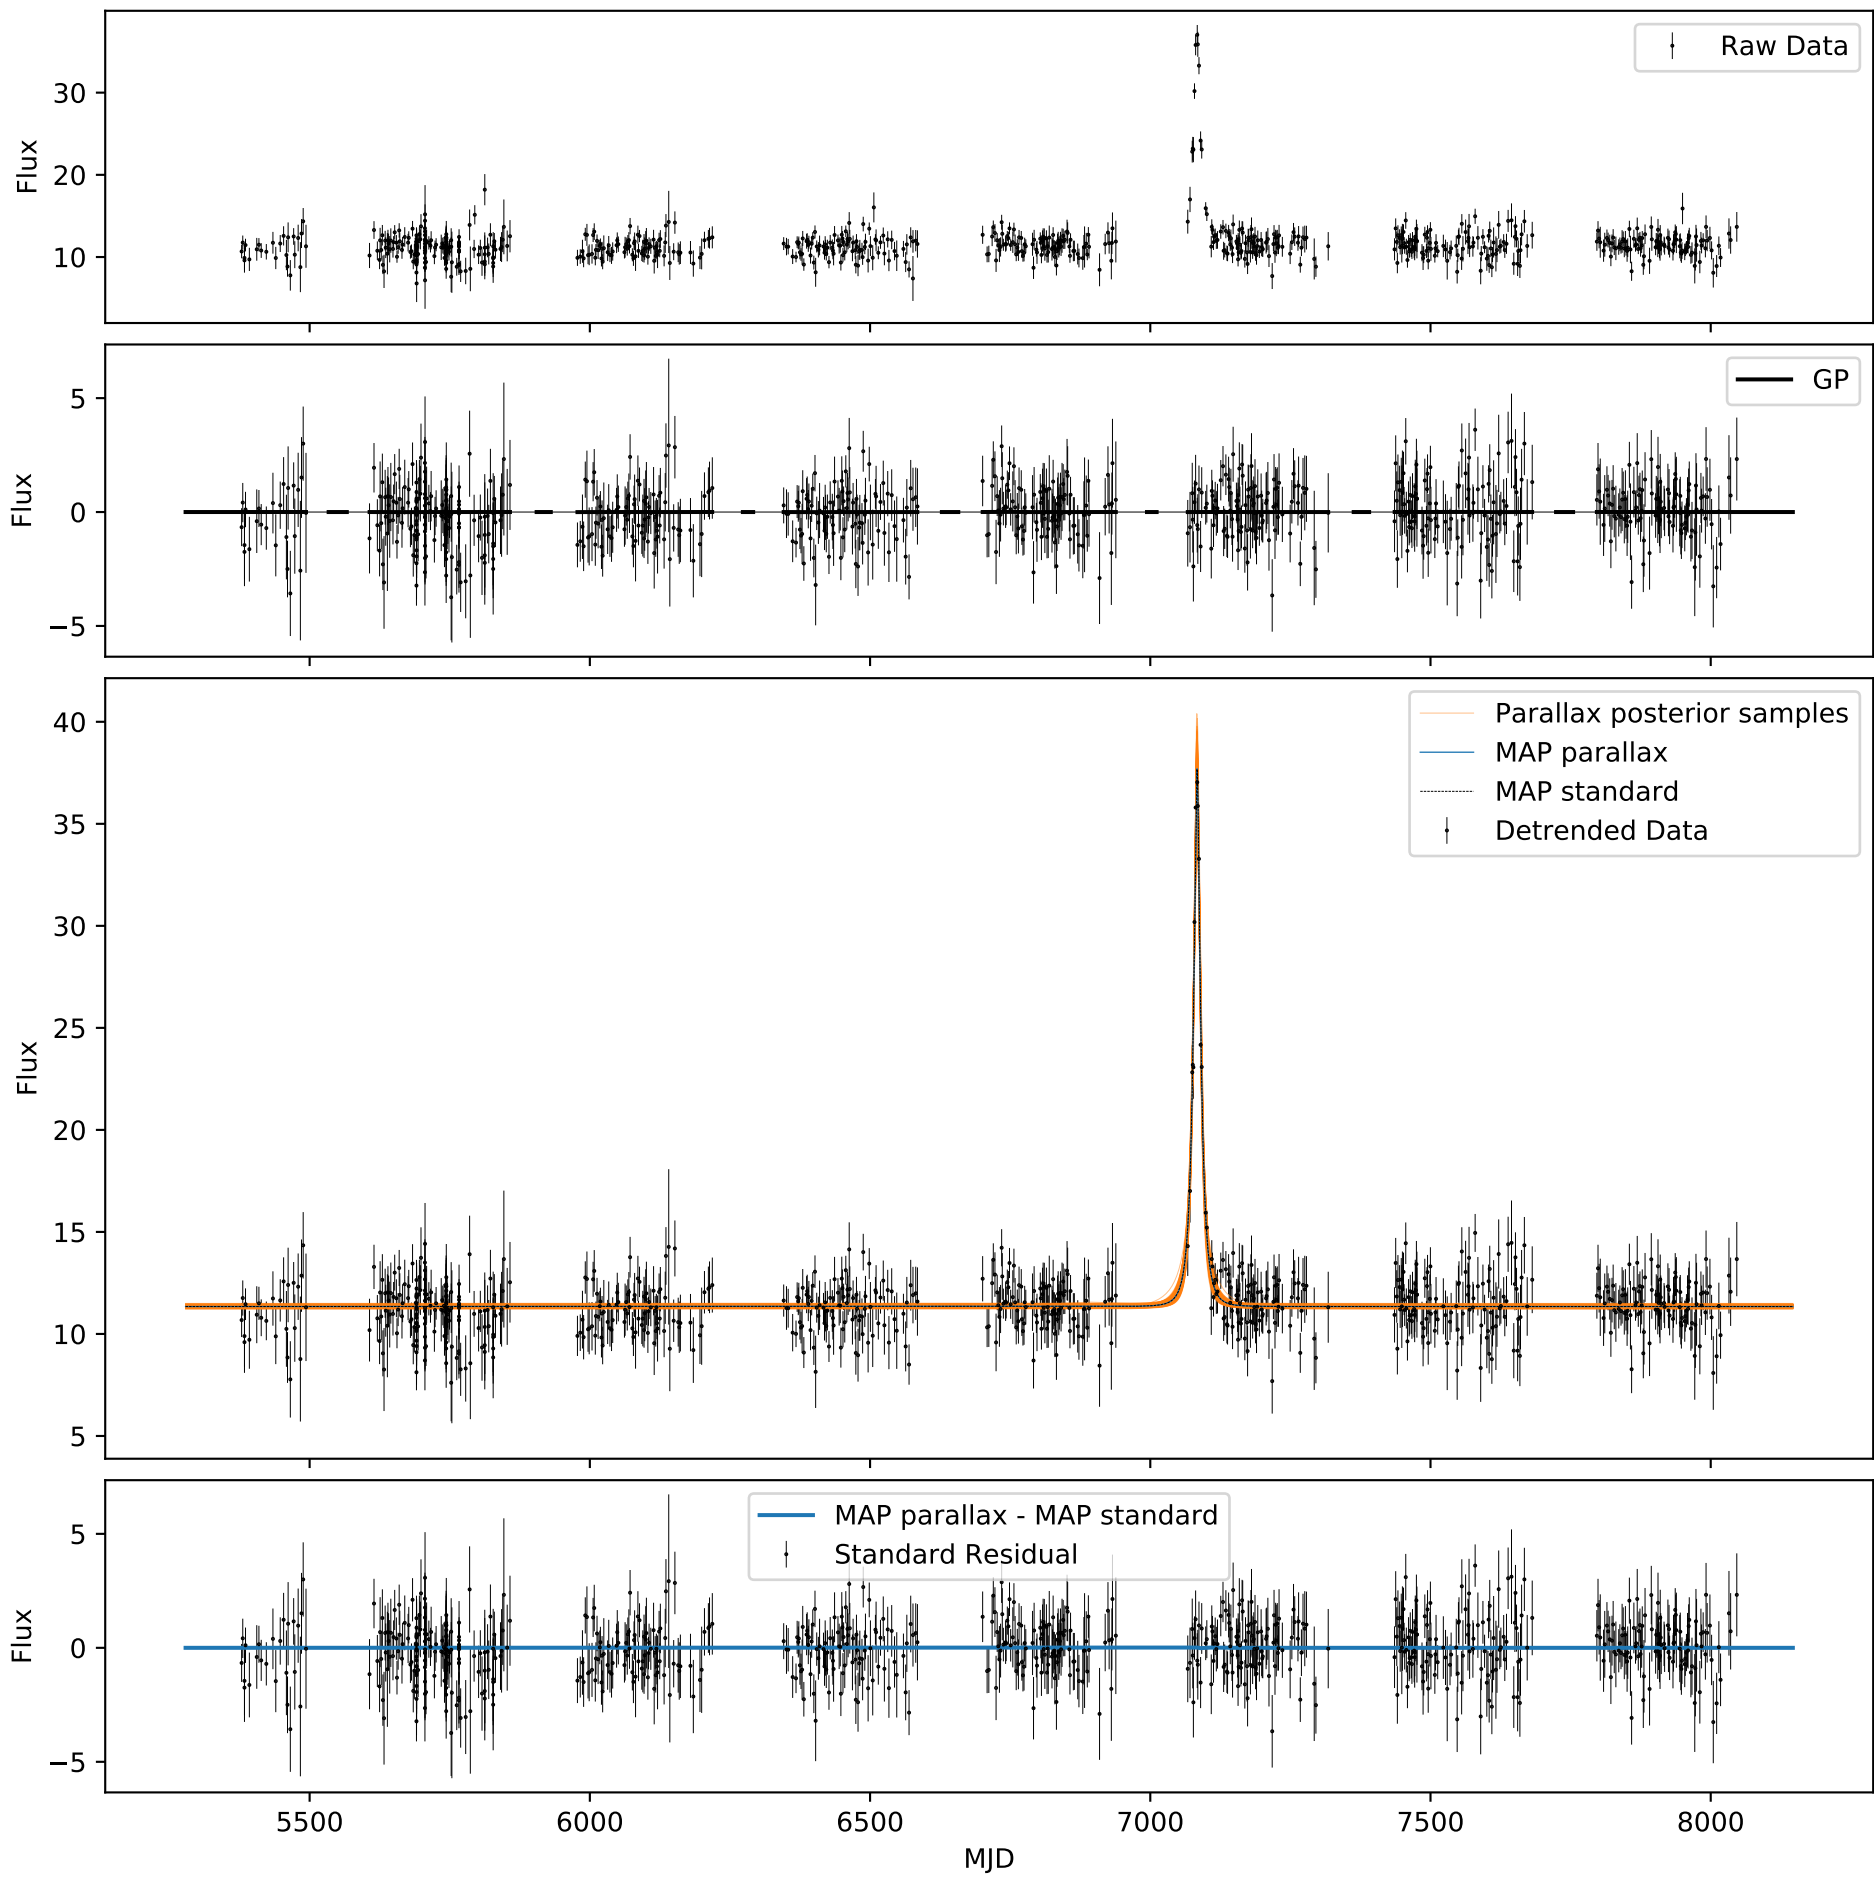 Raw Data
30
20
10
Flux
GP
5
0
−5
Flux
Parallax posterior samples
MAP parallax
MAP standard
Detrended Data
40
35
30
25
20
15
10
5
Flux
MAP parallax - MAP standard
Standard Residual
5
0
−5
Flux
5500 6000 6500 7000 7500 8000
MJD